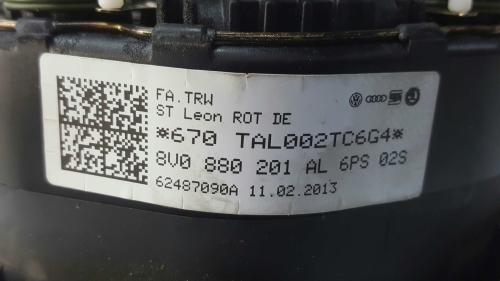 FA.TRW
ST Leon ROT DE
*670 TAL002TC6G4*
8V0 880 201 AL 6PS 02S
62487090A 11.02.2013